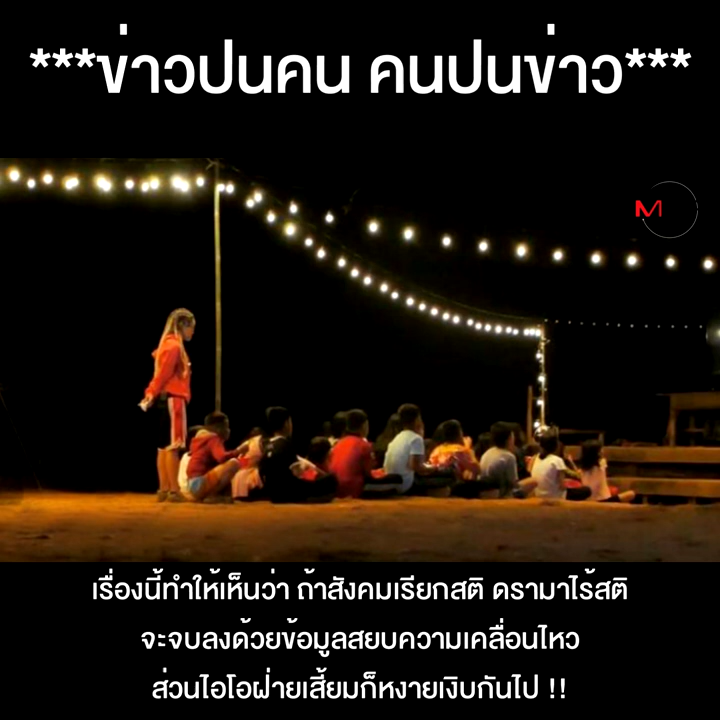 ***ข่าวปนคน คนปนข่าว***
M
เรื่องนี้ทำให้เห็นว่า ถ้าสังคมเรียกสติ ดรามาไร้สติ
จะจบลงด้วยข้อมูลสยบความเคลื่อนไหว
ส่วนไอโอฝ่ายเสี้ยมก็หงายเงิบกันไป !!